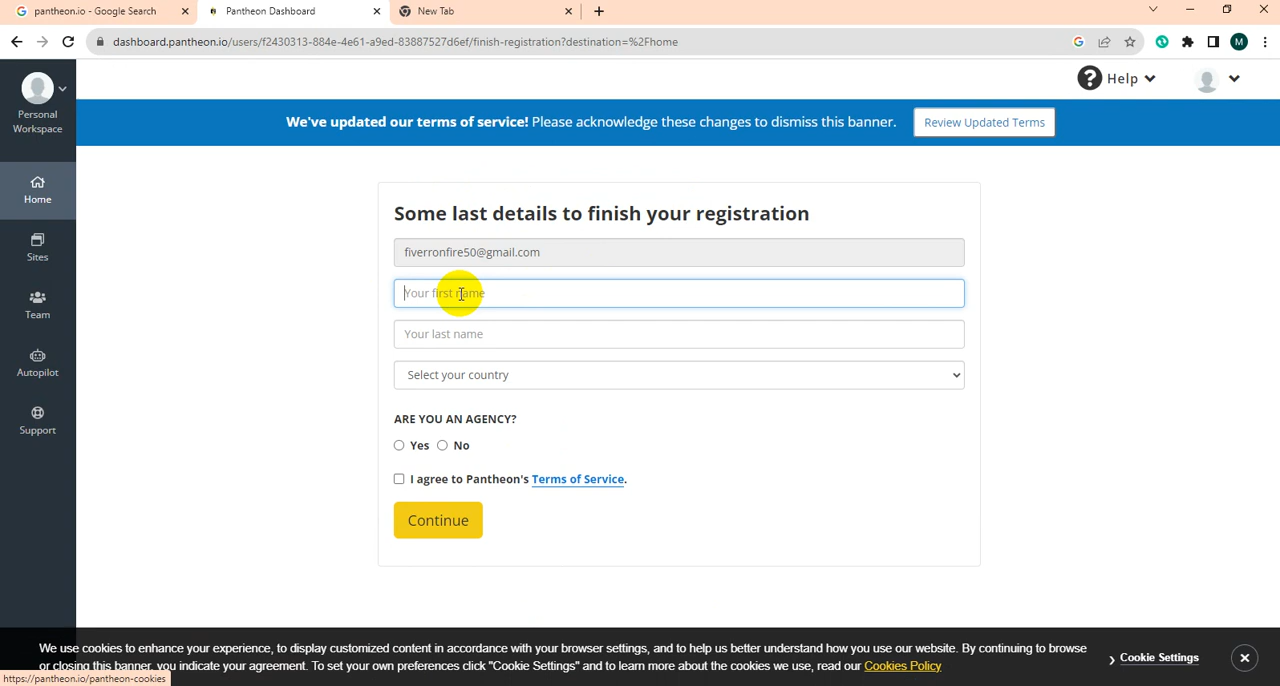 pantheon.io - Google Search
Pantheon Dashboard
New Tab
dashboard.pantheon.io/users/f2430313-884e-4e61-a9ed-83887527d6ef/finish-registration?destination=%2Fhome
M
Personal
Workspace
Help
We've updated our terms of service! Please acknowledge these changes to dismiss this banner.
Review Updated Terms
Home
Sites
Team
Autopilot
Support
Some last details to finish your registration
fiverronfire50@gmail.com
Your first name
Your last name
Select your country
ARE YOU AN AGENCY?
Yes No
I agree to Pantheon's Terms of Service.
Continue
We use cookies to enhance your experience, to display customized content in accordance with your browser settings, and to help us better understand how you use our website. By continuing to browse
or closing this banner, you indicate your agreement. To set your own preferences click "Cookie Settings" and to learn more about the cookies we use, read our Cookies Policy
Cookie Settings
https://pantheon.io/pantheon-cookies